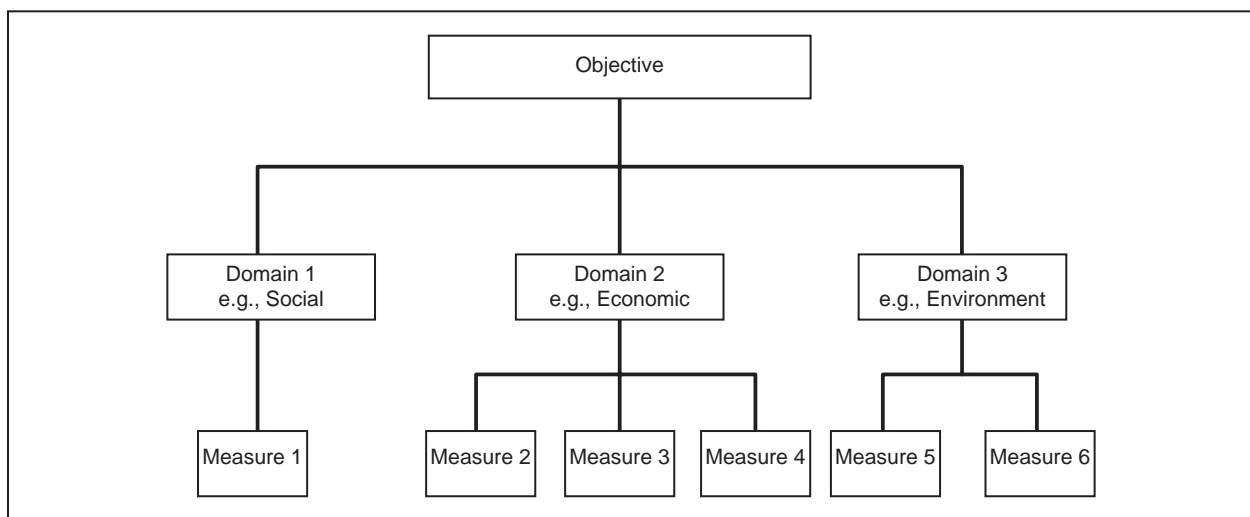 Objective
Domain 1
e.g., Social
Domain 2
e.g., Economic
Domain 3
e.g., Environment
Measure 1
Measure 2
Measure 3
Measure 4
Measure 5
Measure 6